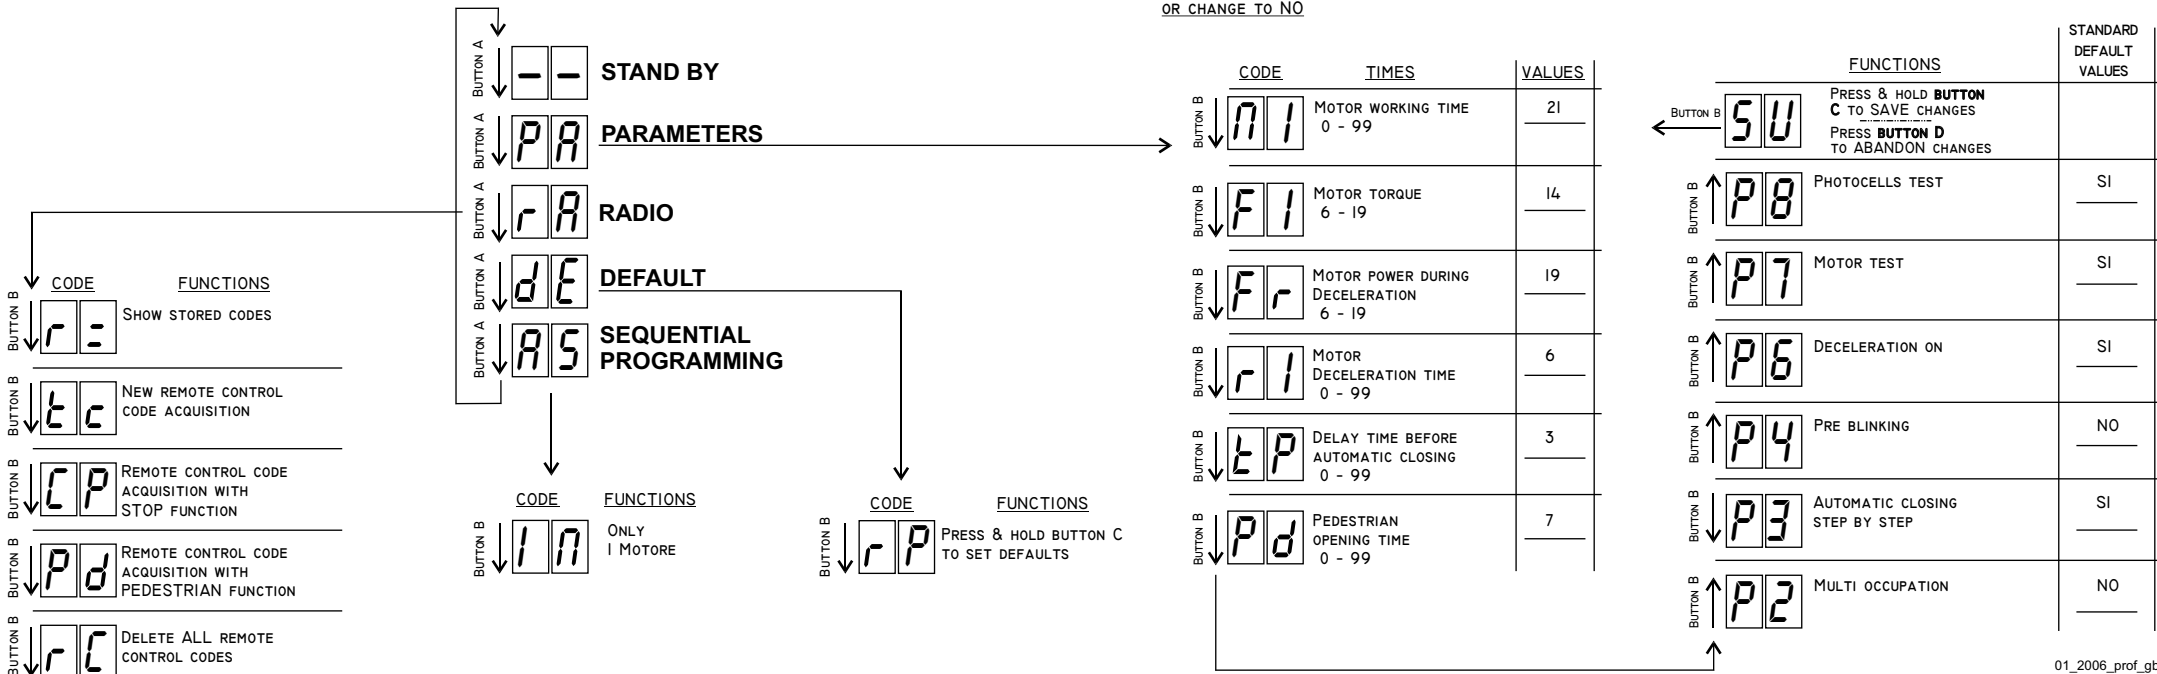 OR CHANGE TO NO
BUTTON A
-- STAND BY
BUTTON A
PA PARAMETERS
BUTTON A
rA RADIO
BUTTON A
dE DEFAULT
BUTTON A
AS SEQUENTIAL
PROGRAMMING
CODE FUNCTIONS
BUTTON B
r= SHOW STORED CODES
BUTTON B
tc NEW REMOTE CONTROL
CODE ACQUISITION
BUTTON B
CP REMOTE CONTROL CODE
ACQUISITION WITH
STOP FUNCTION
BUTTON B
Pd REMOTE CONTROL CODE
ACQUISITION WITH
PEDESTRIAN FUNCTION
BUTTON B
rC DELETE ALL REMOTE
CONTROL CODES
CODE FUNCTIONS
BUTTON B
1M ONLY
1 MOTORE
CODE FUNCTIONS
BUTTON B
rP PRESS & HOLD BUTTON C
TO SET DEFAULTS
CODE TIMES VALUES
BUTTON B
M1 MOTOR WORKING TIME 21
0 - 99
BUTTON B
F1 MOTOR TORQUE 14
6 - 19
BUTTON B
Fr MOTOR POWER DURING 19
DECELERATION
6 - 19
BUTTON B
r1 MOTOR 6
DECELERATION TIME
0 - 99
BUTTON B
tP DELAY TIME BEFORE 3
AUTOMATIC CLOSING
0 - 99
BUTTON B
Pd PEDESTRIAN 7
OPENING TIME
0 - 99
STANDARD
DEFAULT
FUNCTIONS VALUES
BUTTON B
SU PRESS & HOLD BUTTON
C TO SAVE CHANGES
PRESS BUTTON D
TO ABANDON CHANGES
BUTTON B
P8 PHOTOCELLS TEST SI
BUTTON B
P7 MOTOR TEST SI
BUTTON B
P6 DECELERATION ON SI
BUTTON B
P4 PRE BLINKING NO
BUTTON B
P3 AUTOMATIC CLOSING SI
STEP BY STEP
BUTTON B
P2 MULTI OCCUPATION NO
01_2006_prof_gb